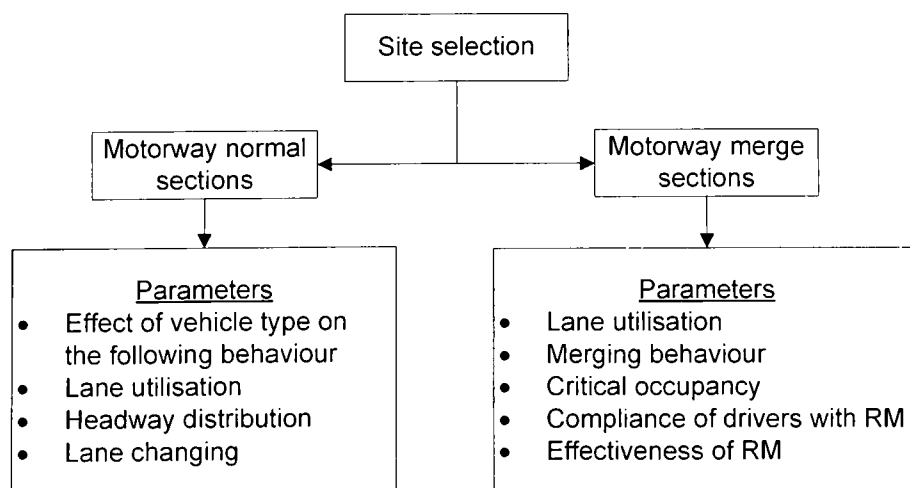 Site selection
Motorway normal
sections
Motorway merge
sections
Parameters
• Effect of vehicle type on
the following behaviour
• Lane utilisation
• Headway distribution
• Lane changing
Parameters
• Lane utilisation
• Merging behaviour
• Critical occupancy
• Compliance of drivers with RM
• Effectiveness of RM